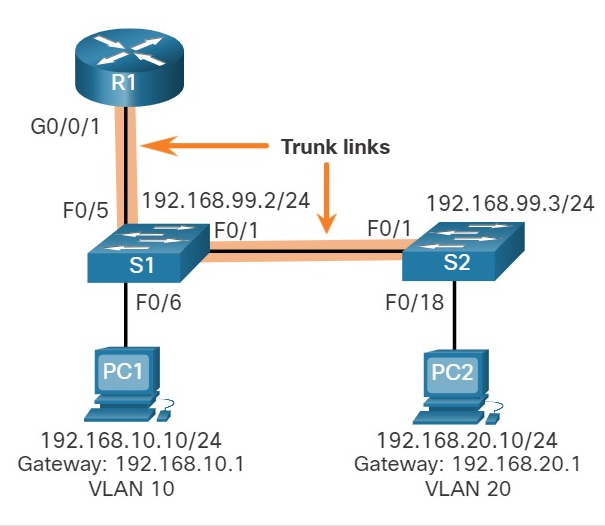 R1
G0/0/1
Trunk links
F0/5
192.168.99.2/24
192.168.99.3/24
F0/1
F0/1
S1
S2
F0/6
F0/18
PC1
PC2
192.168.10.10/24
Gateway: 192.168.10.1
VLAN 10
192.168.20.10/24
Gateway: 192.168.20.1
VLAN 20